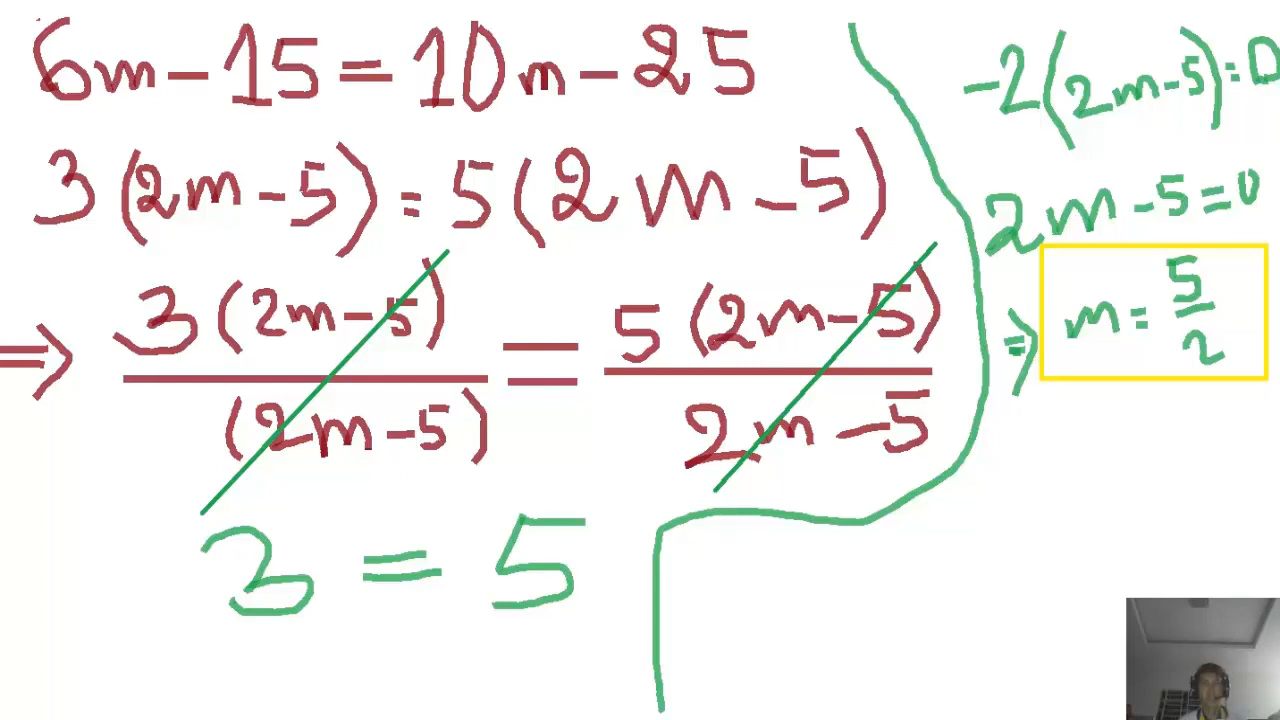 6m - 15 = 10m - 25
3(2m - 5) = 5(2m - 5)
⇒ 3(2m - 5)/(2m - 5) = 5(2m - 5)/2m - 5
3 = 5
-2(2m - 5) = 0
2m - 5 = 0
⇒ m = 5/2